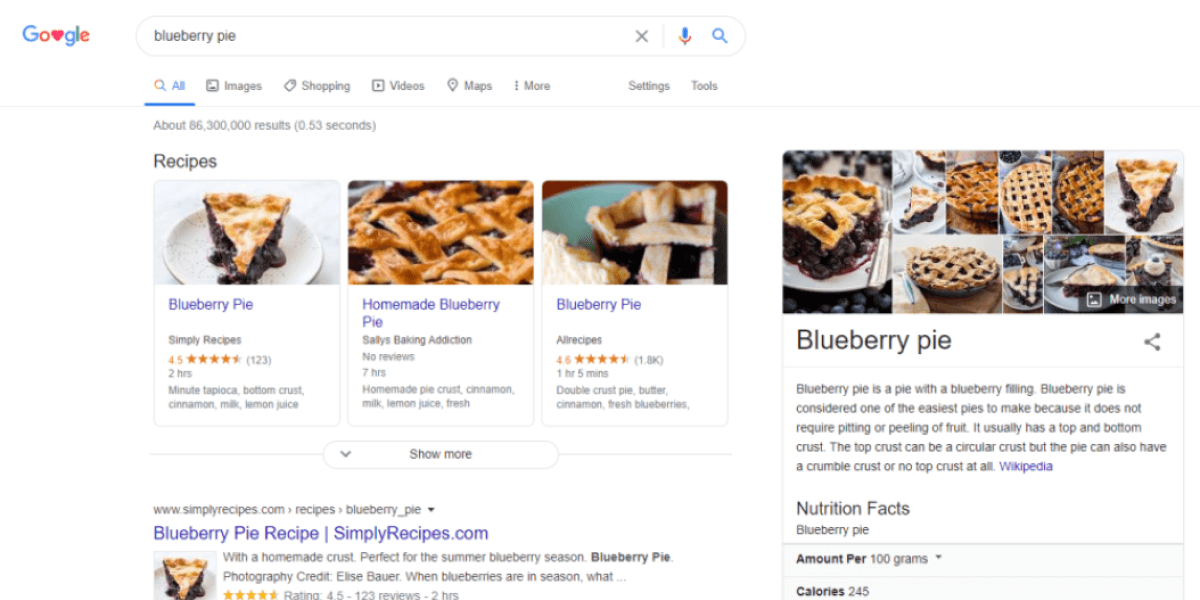 Google
blueberry pie
All
Images
Shopping
Videos
Maps
More
Settings
Tools
About 86,300,000 results (0.53 seconds)
Recipes
Blueberry Pie
Simply Recipes
4.5 (123)
2 hrs
Minute tapioca, bottom crust,
cinnamon, milk, lemon juice
Homemade Blueberry
Pie
Sallys Baking Addiction
No reviews
7 hrs
Homemade pie crust, cinnamon,
milk, lemon juice, fresh
Blueberry Pie
Allrecipes
4.6 (1.8K)
1 hr 5 mins
Double crust pie, butter,
cinnamon, fresh blueberries,
Show more
www.simplyrecipes.com › recipes › blueberry_pie
Blueberry Pie Recipe | SimplyRecipes.com
With a homemade crust. Perfect for the summer blueberry season. Blueberry Pie.
Photography Credit: Elise Bauer. When blueberries are in season, what ...
Rating: 4.5 - 123 reviews - 2 hrs
More images
Blueberry pie
Blueberry pie is a pie with a blueberry filling. Blueberry pie is
considered one of the easiest pies to make because it does not
require pitting or peeling of fruit. It usually has a top and bottom
crust. The top crust can be a circular crust but the pie can also have
a crumble crust or no top crust at all. Wikipedia
Nutrition Facts
Blueberry pie
Amount Per 100 grams
Calories 245